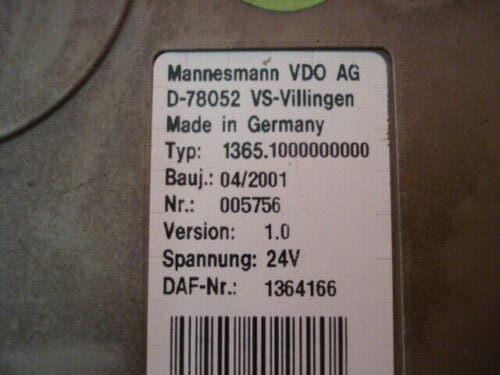 Mannesmann VDO AG
D-78052 VS-Villingen
Made in Germany
Typ: 1365.1000000000
Bauj.: 04/2001
Nr.: 005756
Version: 1.0
Spannung: 24V
DAF-Nr.: 1364166